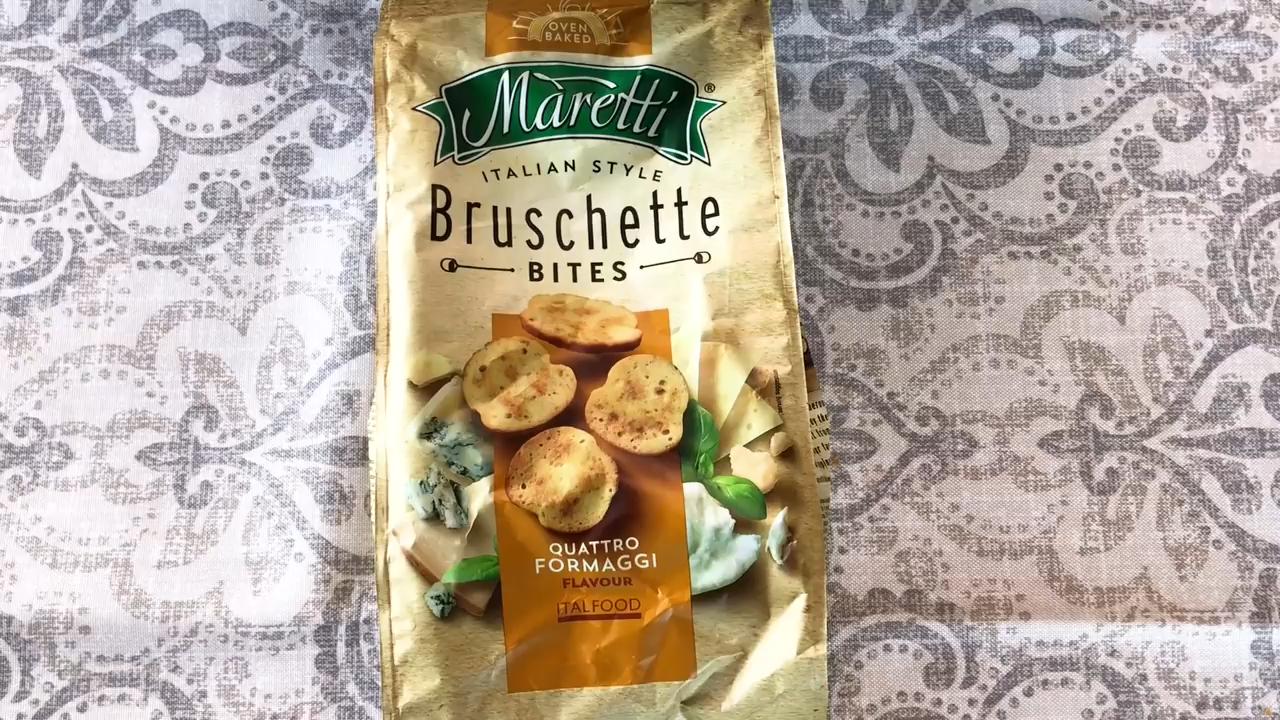 OVEN
BAKED
Maretti®
ITALIAN STYLE
Bruschette
BITES
QUATTRO
FORMAGGI
FLAVOUR
ITALFOOD